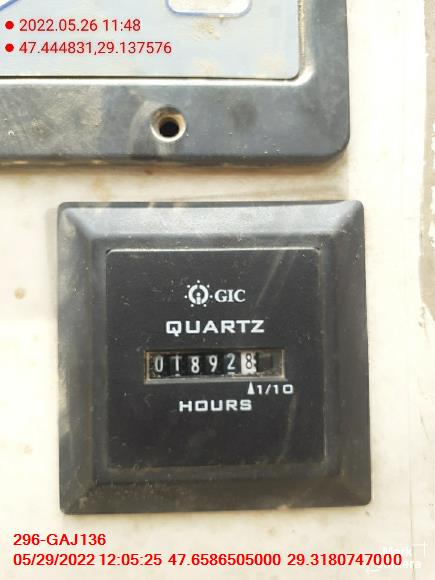 2022.05.26 11:48
47.444831,29.137576
GIC
QUARTZ
018928
1/10
HOURS
296-GAJ136
05/29/2022 12:05:25 47.6586505000 29.3180747000